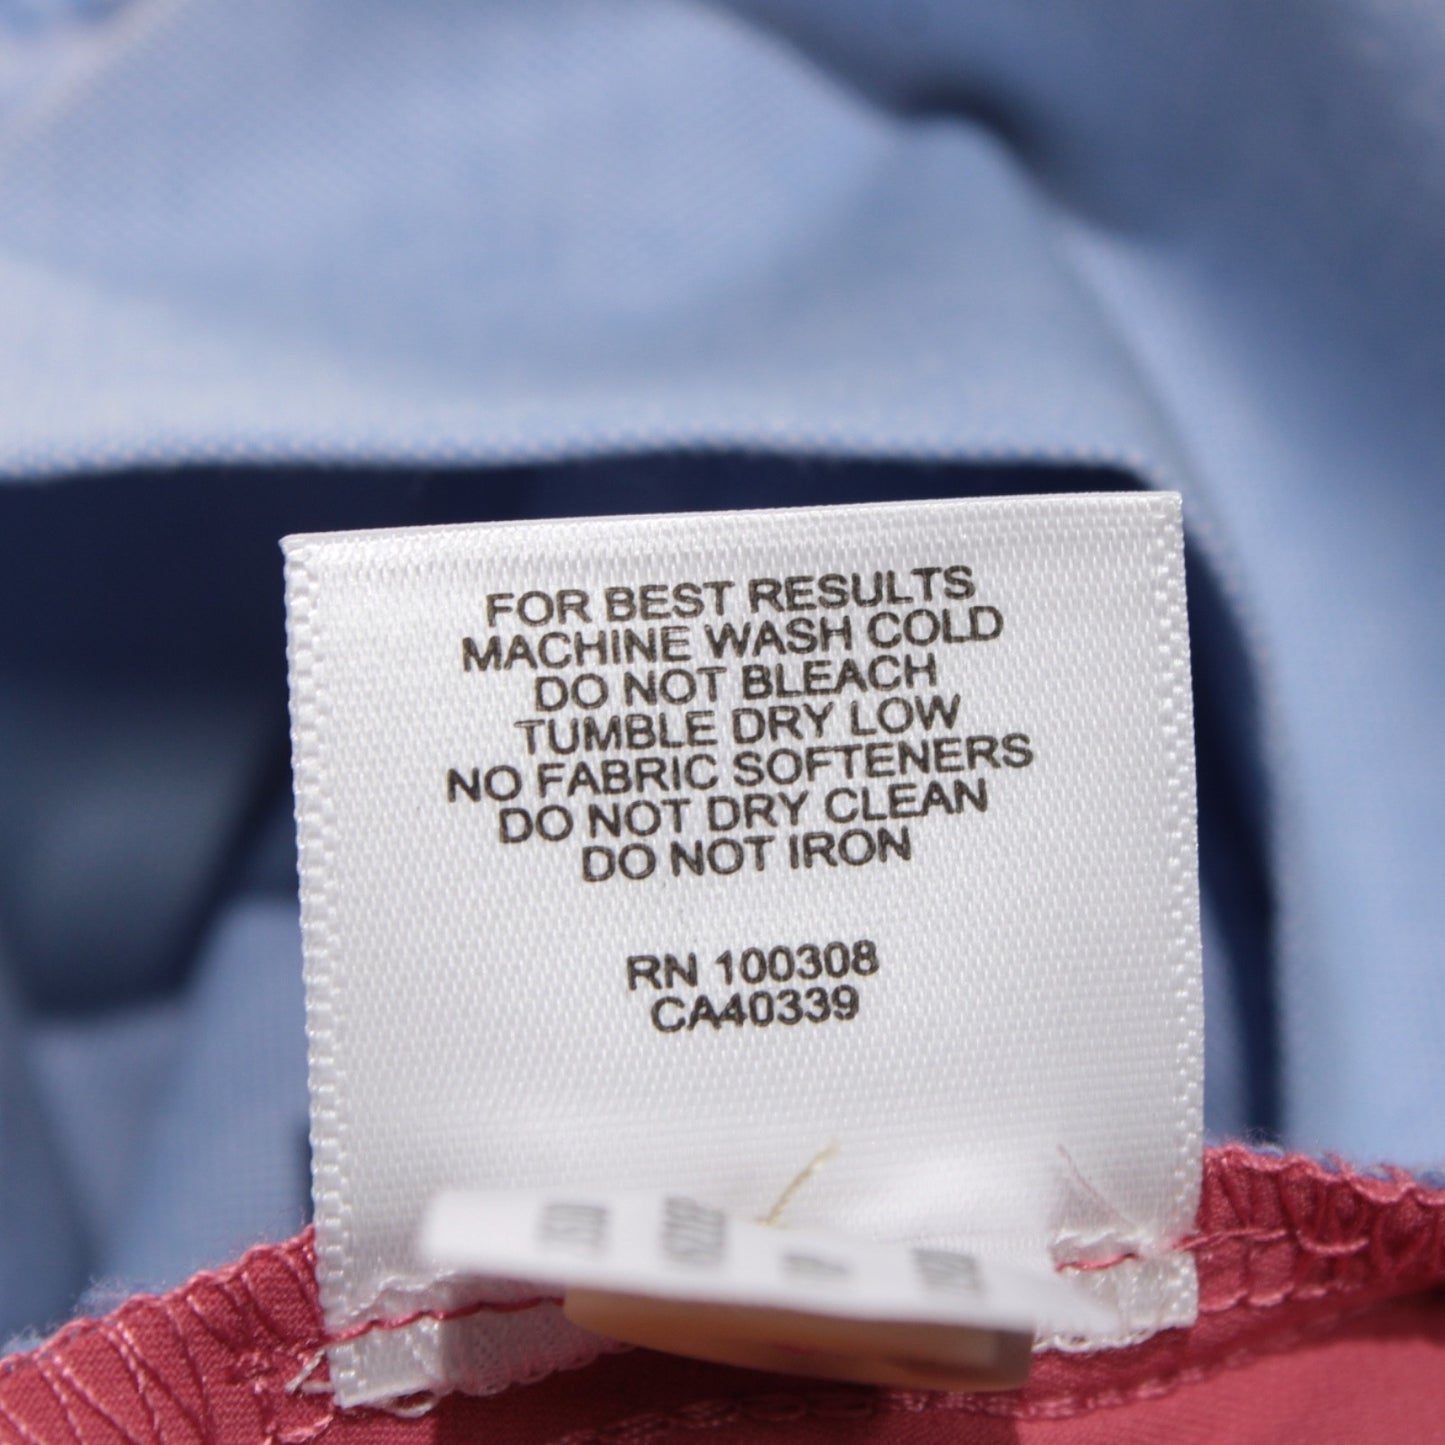 FOR BEST RESULTS
MACHINE WASH COLD
DO NOT BLEACH
TUMBLE DRY LOW
NO FABRIC SOFTENERS
DO NOT DRY CLEAN
DO NOT IRON
RN 100308
CA40339